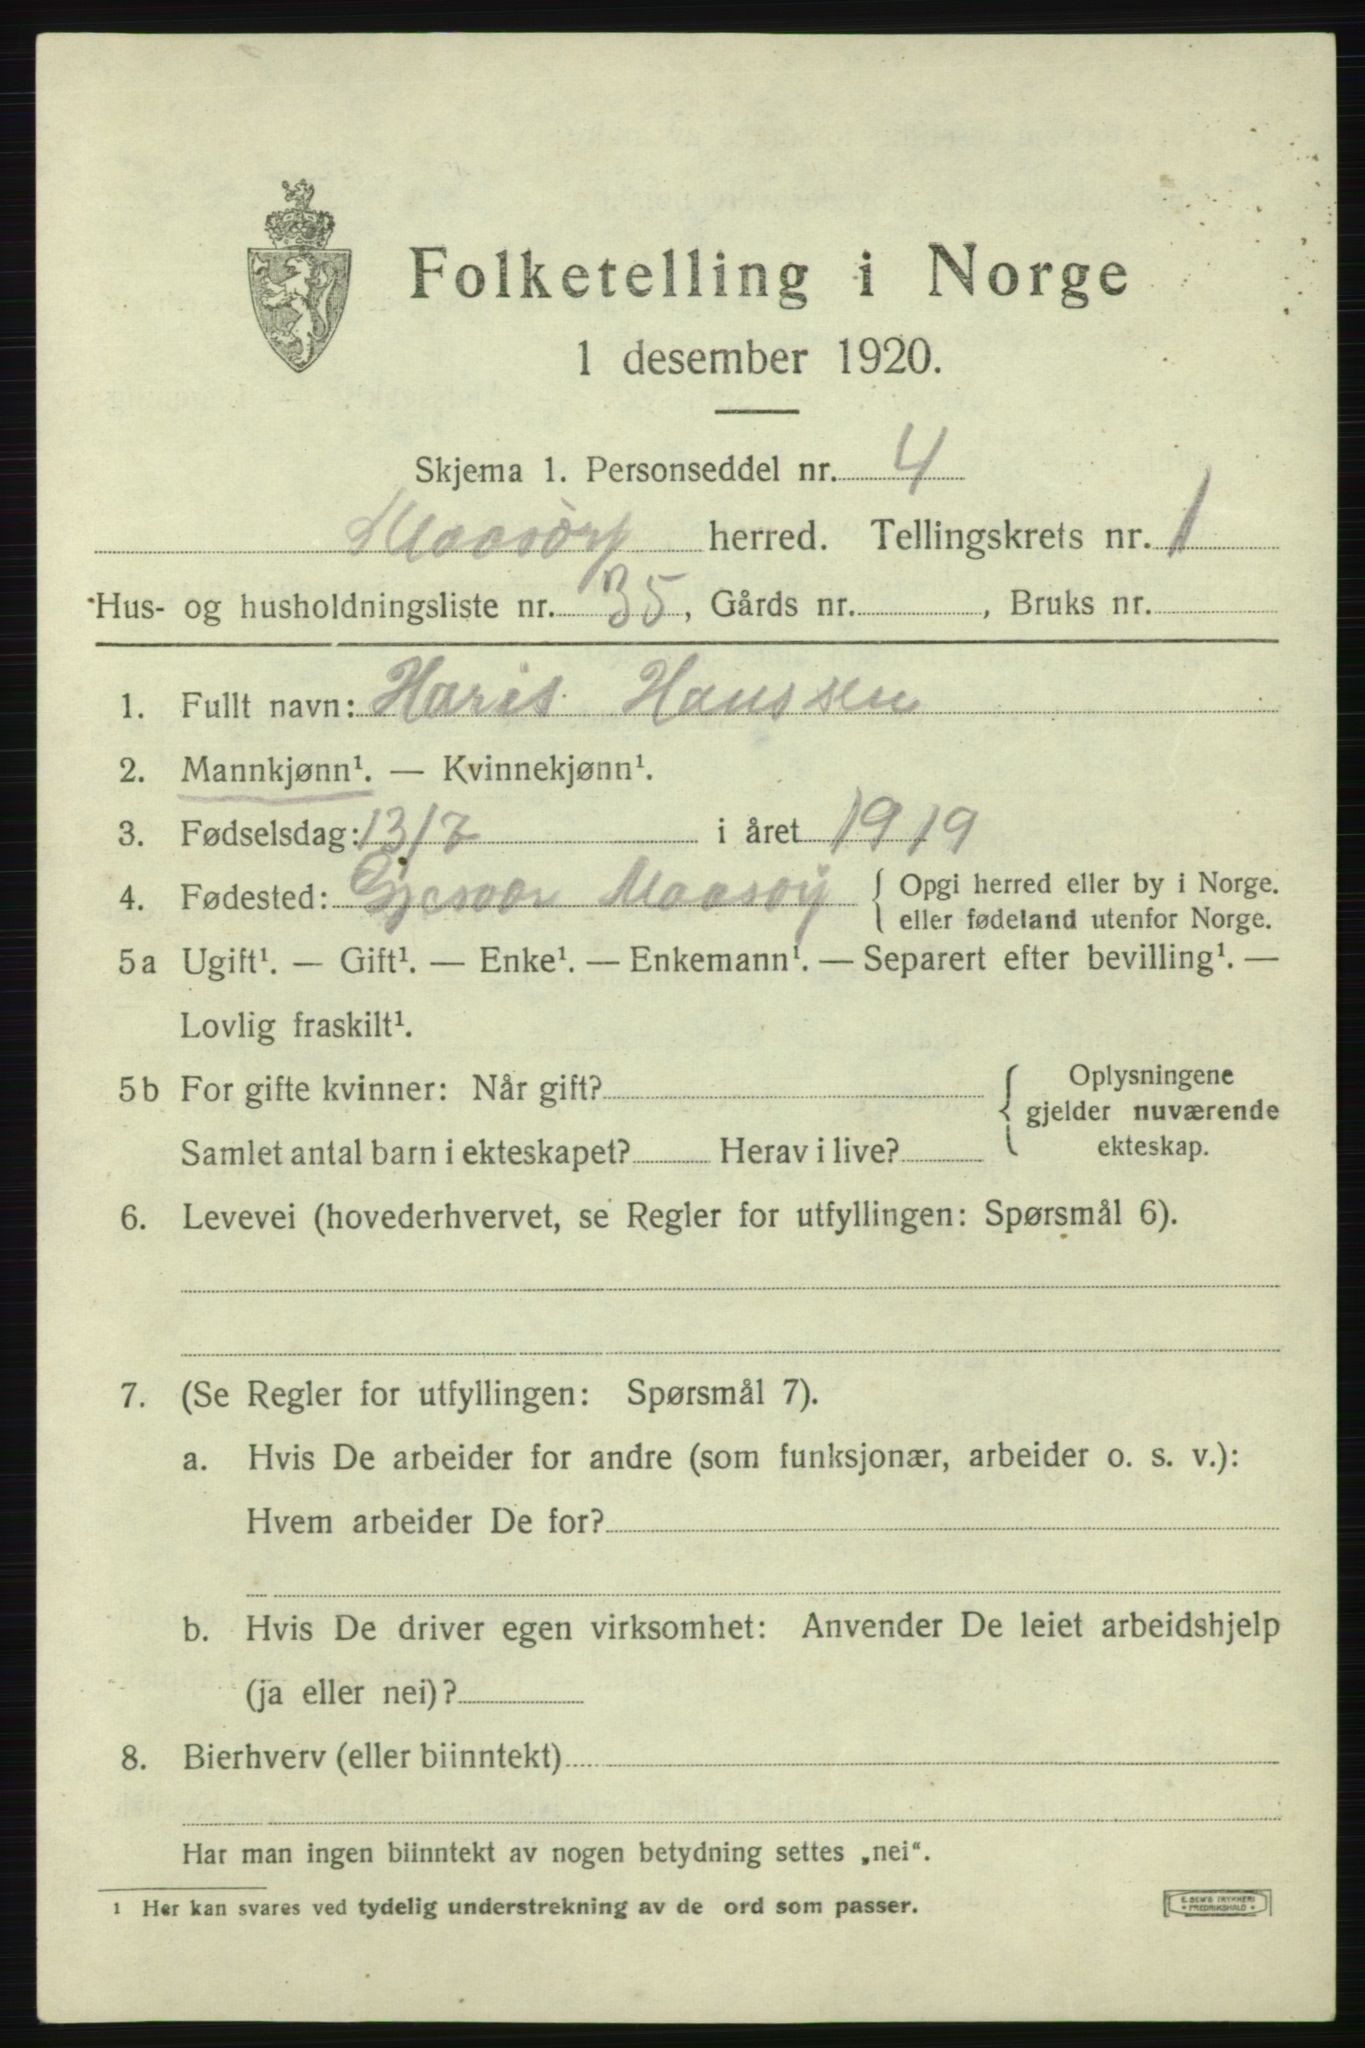 Folketelling i Norge
1 desember 1920.
Skjema 1. Personseddel nr. 4
Maasöy herred. Tellingskrets nr. 1
Hus- og husholdningsliste nr. 35, Gårds nr. , Bruks nr.
1. Fullt navn: Haris Hanssen
2. Mannkjønn¹. — Kvinnekjønn¹.
3. Fødselsdag: 13/7 i året 1919
4. Fødested: Gjesvær Maasöy { Opgi herred eller by i Norge.
eller fødeland utenfor Norge.
5a Ugift¹. — Gift¹. — Enke¹. — Enkemann¹. — Separert efter bevilling¹. —
Lovlig fraskilt¹.
5b For gifte kvinner: Når gift? { Oplysningene
gjelder nuværende
ekteskap.
Samlet antal barn i ekteskapet? Herav i live?
6. Levevei (hovederhvervet, se Regler for utfyllingen: Spørsmål 6).
7. (Se Regler for utfyllingen: Spørsmål 7).
a. Hvis De arbeider for andre (som funksjonær, arbeider o. s. v.):
Hvem arbeider De for?
b. Hvis De driver egen virksomhet: Anvender De leiet arbeidshjelp
(ja eller nei)?
8. Bierhverv (eller biinntekt)
Har man ingen biinntekt av nogen betydning settes „nei“.
1 Her kan svares ved tydelig understrekning av de ord som passer.
E. SEM'S TRYKKERI
* FREDRIKSHALD *